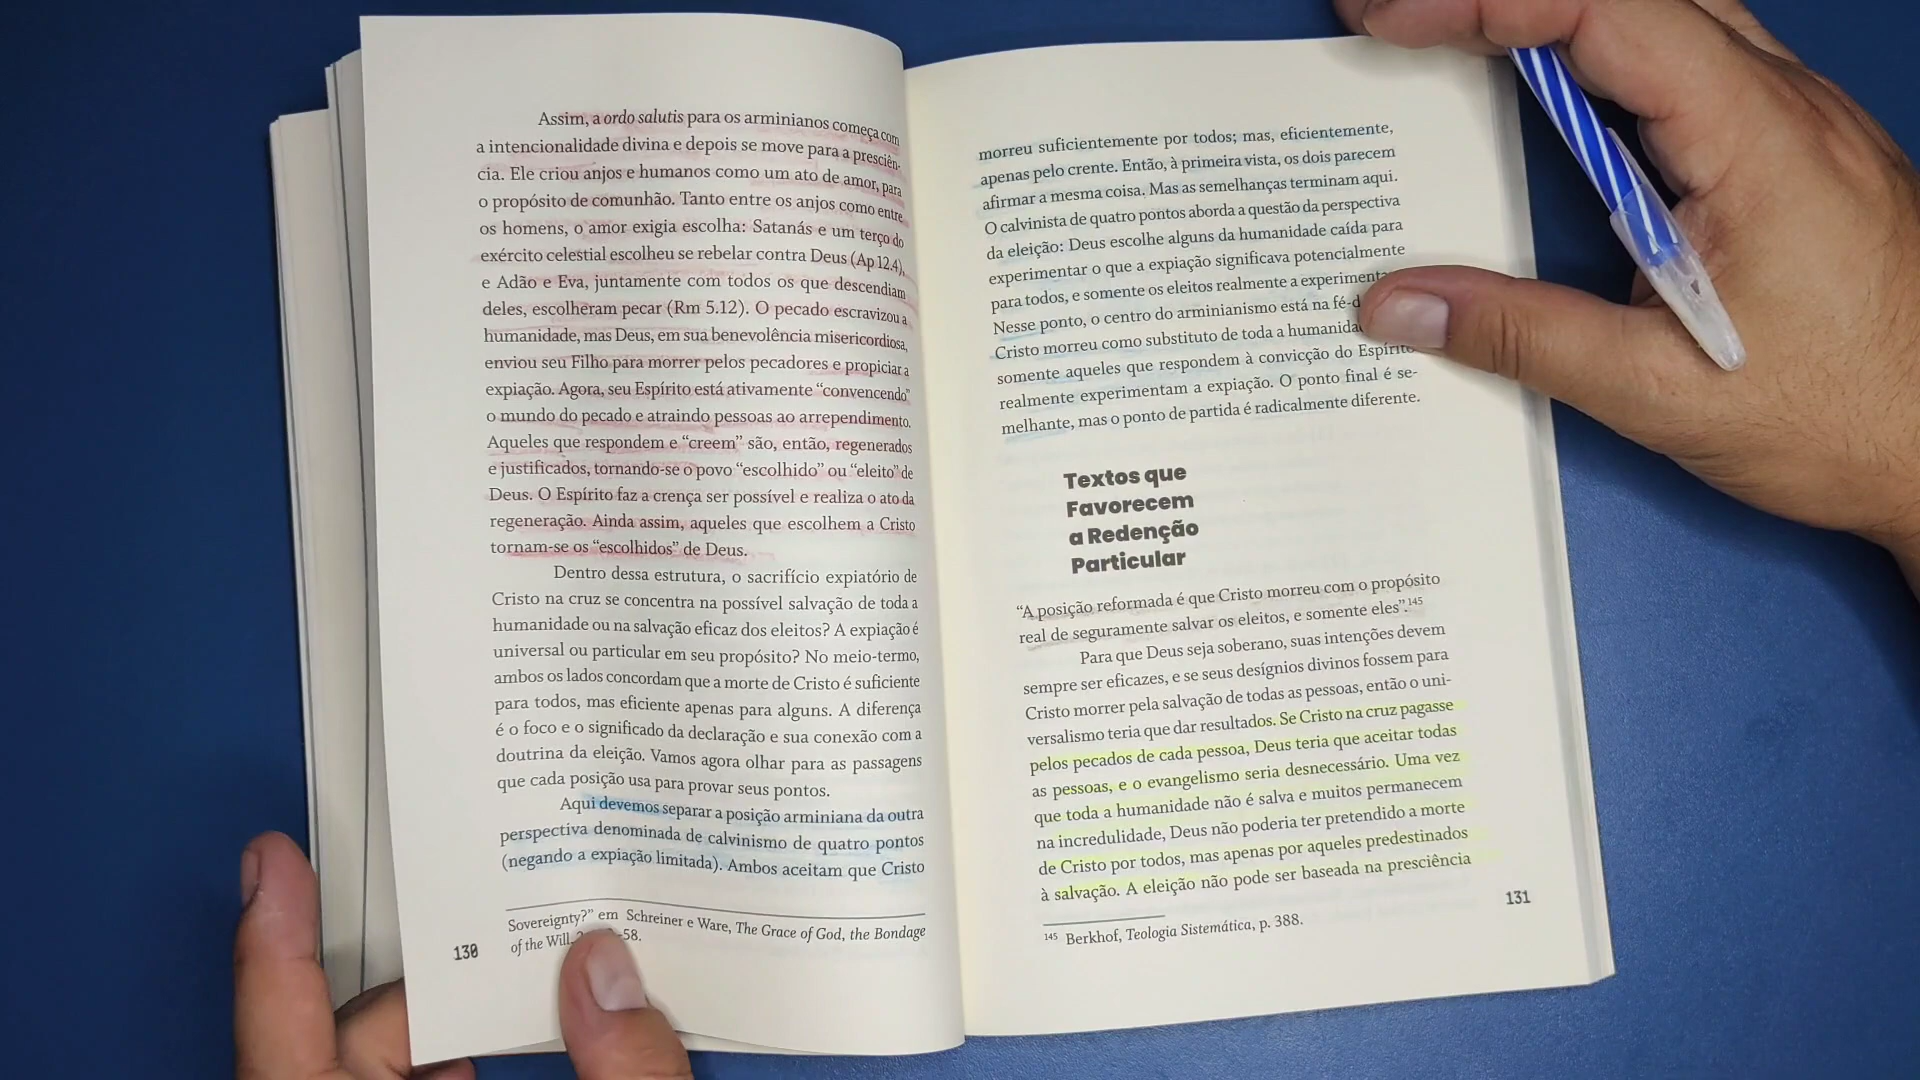 Assim, a ordo salutis para os arminianos começa com
a intencionalidade divina e depois se move para a presciên-
cia. Ele criou anjos e humanos como um ato de amor, para
o propósito de comunhão. Tanto entre os anjos como entre
os homens, o amor exigia escolha: Satanás e um terço do
exército celestial escolheu se rebelar contra Deus (Ap 12.4),
e Adão e Eva, juntamente com todos os que descendiam
deles, escolheram pecar (Rm 5.12). O pecado escravizou a
humanidade, mas Deus, em sua benevolência misericordiosa,
enviou seu Filho para morrer pelos pecadores e propiciar a
expiação. Agora, seu Espírito está ativamente “convencendo”
o mundo do pecado e atraindo pessoas ao arrependimento.
Aqueles que respondem e “creem” são, então, regenerados
e justificados, tornando-se o povo “escolhido” ou “eleito” de
Deus. O Espírito faz a crença ser possível e realiza o ato da
regeneração. Ainda assim, aqueles que escolhem a Cristo
tornam-se os “escolhidos” de Deus.
Dentro dessa estrutura, o sacrifício expiatório de
Cristo na cruz se concentra na possível salvação de toda a
humanidade ou na salvação eficaz dos eleitos? A expiação é
universal ou particular em seu propósito? No meio-termo,
ambos os lados concordam que a morte de Cristo é suficiente
para todos, mas eficiente apenas para alguns. A diferença
é o foco e o significado da declaração e sua conexão com a
doutrina da eleição. Vamos agora olhar para as passagens
que cada posição usa para provar seus pontos.
Aqui devemos separar a posição arminiana da outra
perspectiva denominada de calvinismo de quatro pontos
(negando a expiação limitada). Ambos aceitam que Cristo
Sovereignty?” em Schreiner e Ware, The Grace of God, the Bondage
of the Will, -58.
130
morreu suficientemente por todos; mas, eficientemente,
apenas pelo crente. Então, à primeira vista, os dois parecem
afirmar a mesma coisa. Mas as semelhanças terminam aqui.
O calvinista de quatro pontos aborda a questão da perspectiva
da eleição: Deus escolhe alguns da humanidade caída para
experimentar o que a expiação significava potencialmente
para todos, e somente os eleitos realmente a experimenta
Nesse ponto, o centro do arminianismo está na fé-d
Cristo morreu como substituto de toda a humanida
somente aqueles que respondem à convicção do Espírito
realmente experimentam a expiação. O ponto final é se-
melhante, mas o ponto de partida é radicalmente diferente.
Textos que
Favorecem
a Redenção
Particular
“A posição reformada é que Cristo morreu com o propósito
real de seguramente salvar os eleitos, e somente eles”.145
Para que Deus seja soberano, suas intenções devem
sempre ser eficazes, e se seus desígnios divinos fossem para
Cristo morrer pela salvação de todas as pessoas, então o uni-
versalismo teria que dar resultados. Se Cristo na cruz pagasse
pelos pecados de cada pessoa, Deus teria que aceitar todas
as pessoas, e o evangelismo seria desnecessário. Uma vez
que toda a humanidade não é salva e muitos permanecem
na incredulidade, Deus não poderia ter pretendido a morte
de Cristo por todos, mas apenas por aqueles predestinados
à salvação. A eleição não pode ser baseada na presciência
145 Berkhof, Teologia Sistemática, p. 388.
131